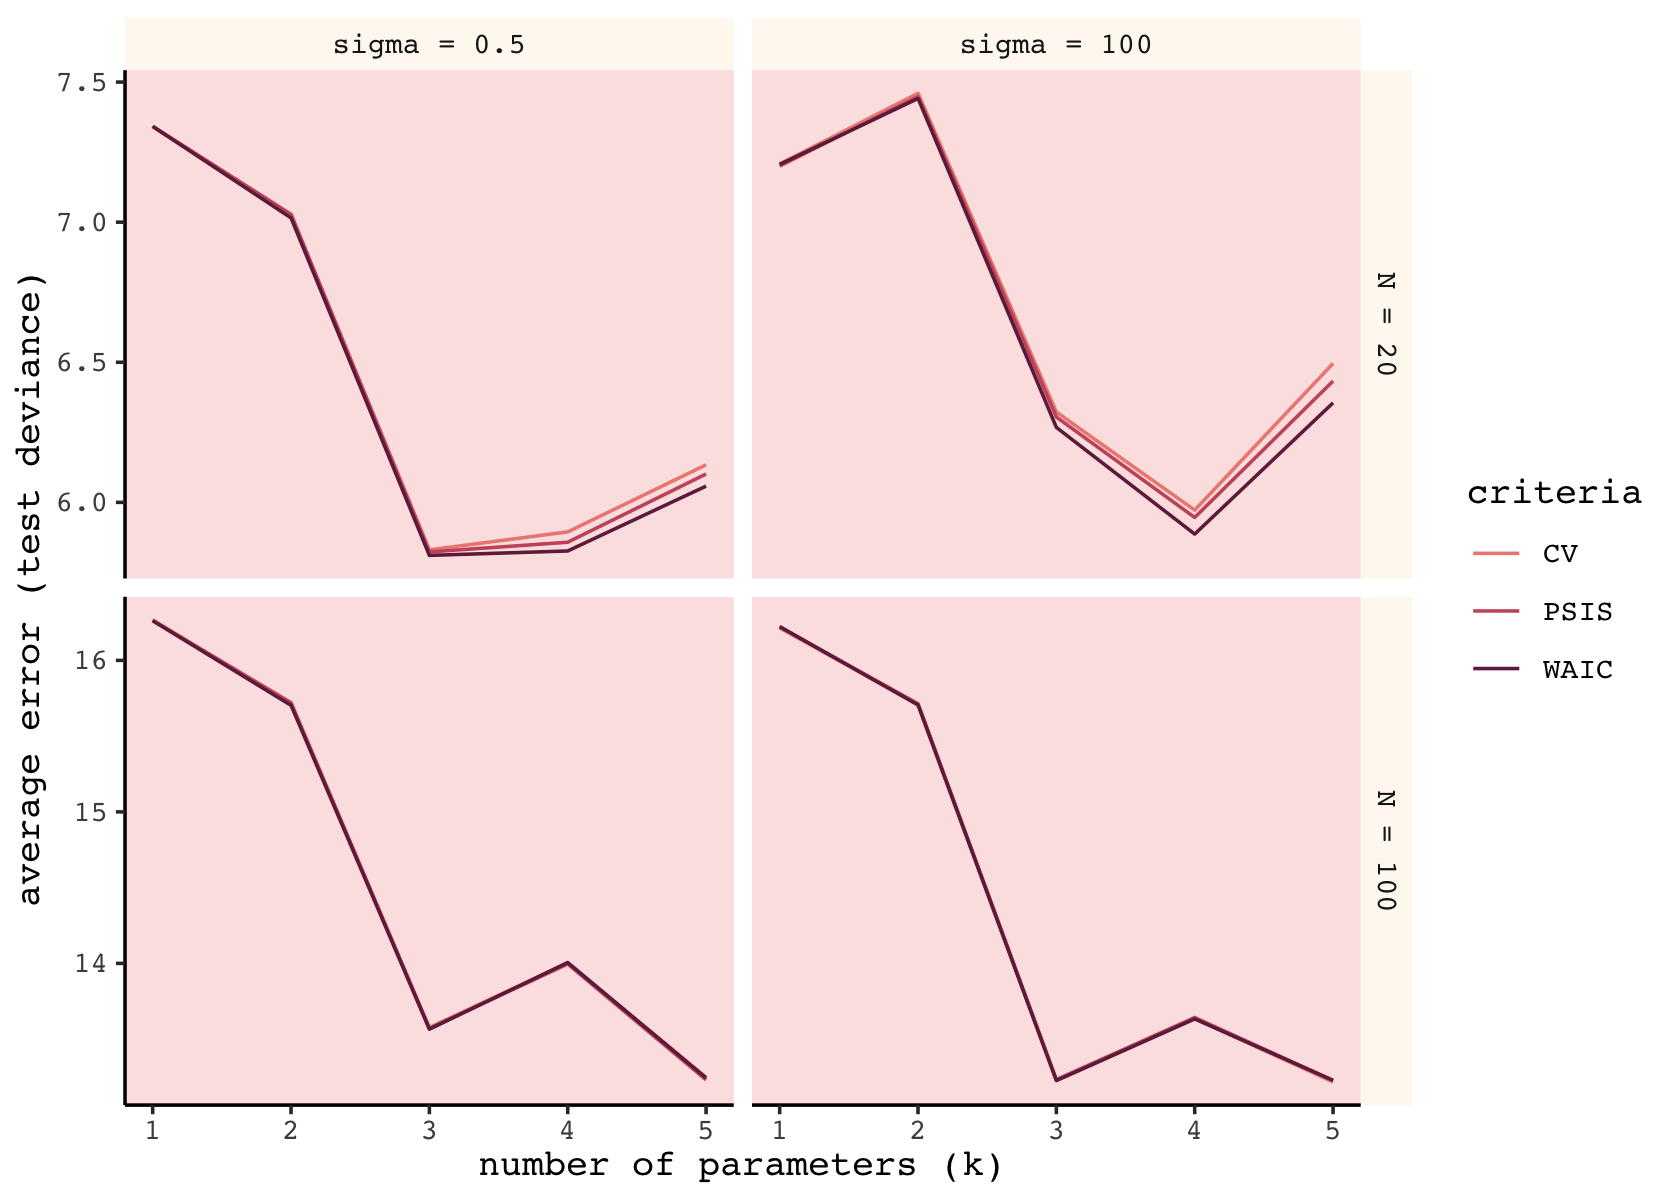 sigma = 0.5
sigma = 100
7.5
7.0
6.5
6.0
N = 20
16
15
14
N = 100
average error (test deviance)
1 2 3 4 5
1 2 3 4 5
number of parameters (k)
criteria
CV
PSIS
WAIC